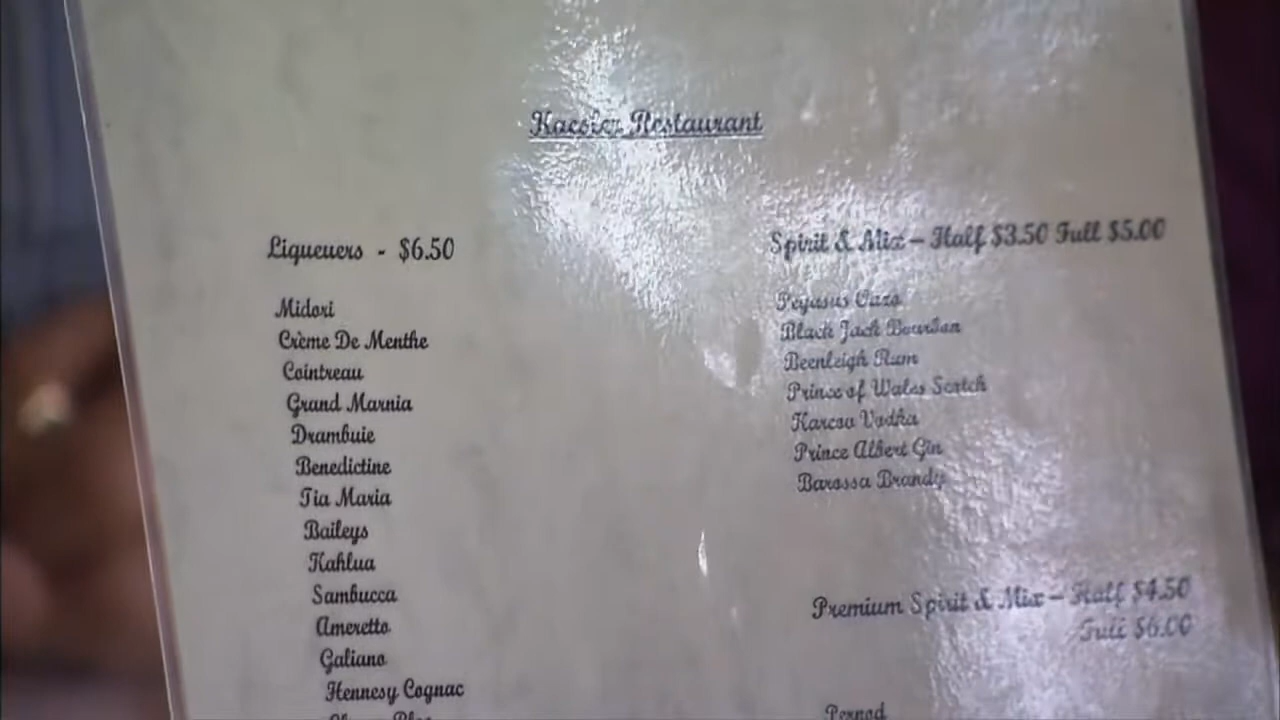 Kaesler Restaurant
Liqueuers - $6.50
Midori
Crème De Menthe
Cointreau
Grand Marnia
Drambuie
Benedictine
Tia Maria
Baileys
Kahlua
Sambucca
Ameretto
Galiano
Hennesy Cognac
Spirit & Mix – Half $3.50 Full $5.00
Pegasus Ouzo
Black Jack Bourbon
Beenleigh Rum
Prince of Wales Scotch
Karcoo Vodka
Prince Albert Gin
Barossa Brandy
Premium Spirit & Mix – Half $4.50
Full $6.00
Pernod